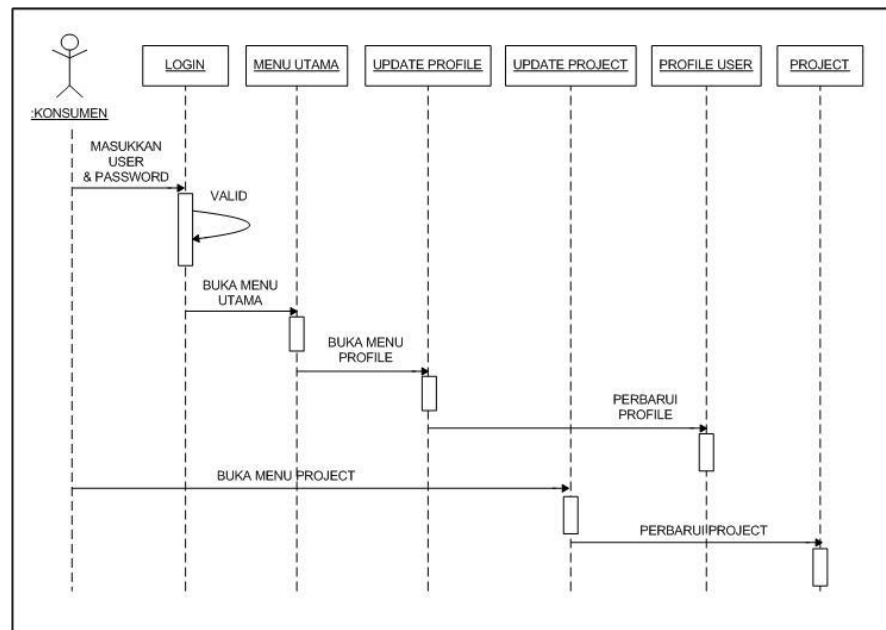 LOGIN
MENU UTAMA
UPDATE PROFILE
UPDATE PROJECT
PROFILE USER
PROJECT
:KONSUMEN
MASUKKAN
USER
& PASSWORD
VALID
BUKA MENU
UTAMA
BUKA MENU
PROFILE
PERBARUI
PROFILE
BUKA MENU PROJECT
PERBARUI PROJECT